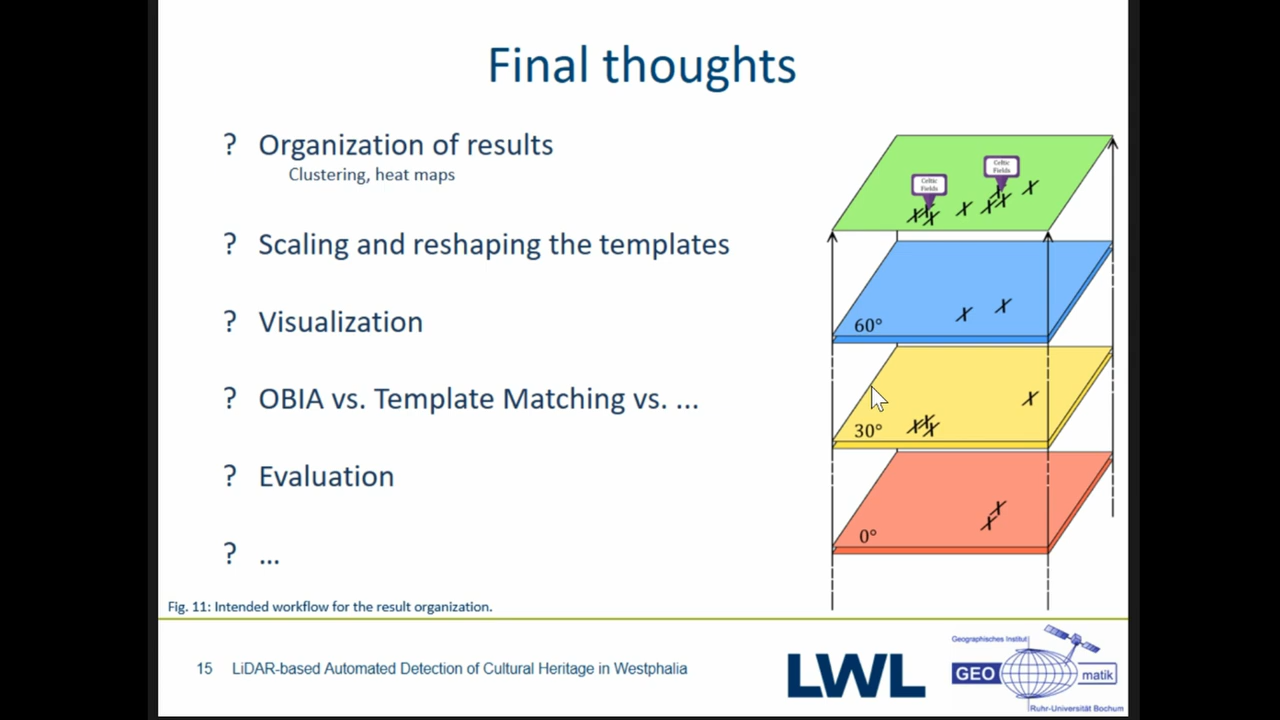 Final thoughts
? Organization of results
Clustering, heat maps
? Scaling and reshaping the templates
? Visualization
? OBIA vs. Template Matching vs. ...
? Evaluation
? ...
Celtic
Fields
Celtic
Fields
X X X X X X X X
60°
X X
30°
X X X X
0°
X X
Fig. 11: Intended workflow for the result organization.
15 LiDAR-based Automated Detection of Cultural Heritage in Westphalia
LWL
Geographisches Institut
GEO matik
Ruhr-Universität Bochum